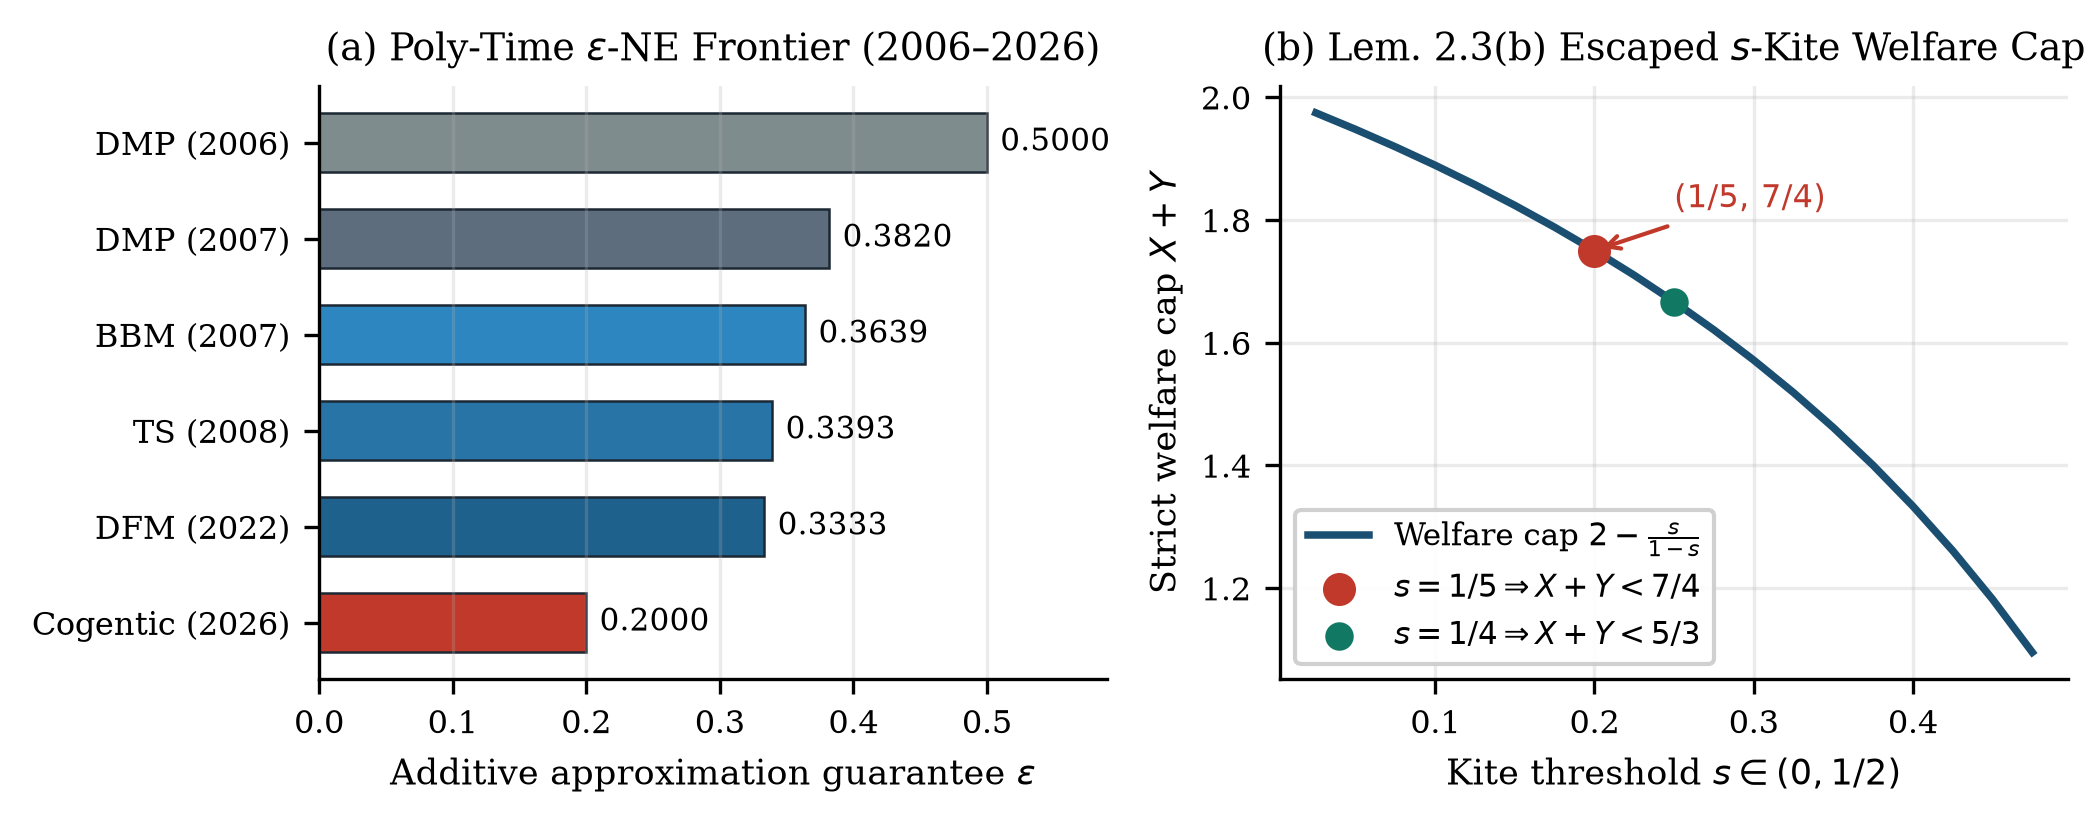 (a) Poly-Time ε-NE Frontier (2006–2026)
DMP (2006)
0.5000
DMP (2007)
0.3820
BBM (2007)
0.3639
TS (2008)
0.3393
DFM (2022)
0.3333
Cogentic (2026)
0.2000
0.0 0.1 0.2 0.3 0.4 0.5
Additive approximation guarantee ε
(b) Lem. 2.3(b) Escaped s-Kite Welfare Cap
Strict welfare cap X + Y
2.0
1.8
1.6
1.4
1.2
(1/5, 7/4)
Welfare cap 2 − s/(1 − s)
s = 1/5 ⇒ X + Y < 7/4
s = 1/4 ⇒ X + Y < 5/3
0.1 0.2 0.3 0.4
Kite threshold s ∈ (0, 1/2)